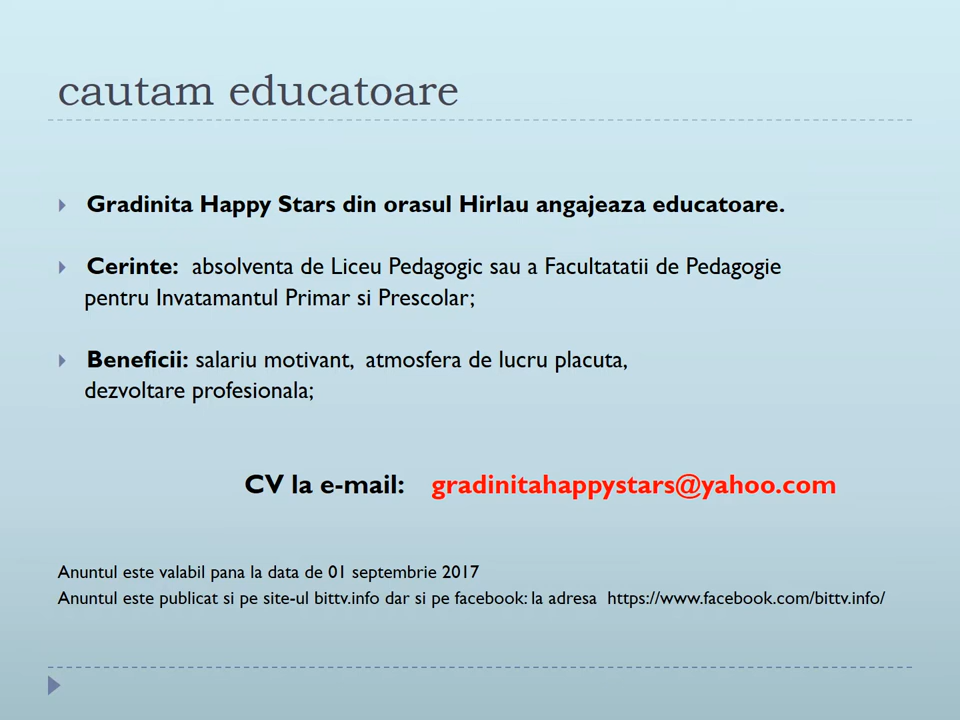 cautam educatoare
Gradinita Happy Stars din orasul Hirlau angajeaza educatoare.
Cerinte: absolventa de Liceu Pedagogic sau a Facultatatii de Pedagogie
pentru Invatamantul Primar si Prescolar;
Beneficii: salariu motivant, atmosfera de lucru placuta,
dezvoltare profesionala;
CV la e-mail: gradinitahappystars@yahoo.com
Anuntul este valabil pana la data de 01 septembrie 2017
Anuntul este publicat si pe site-ul bittv.info dar si pe facebook: la adresa https://www.facebook.com/bittv.info/